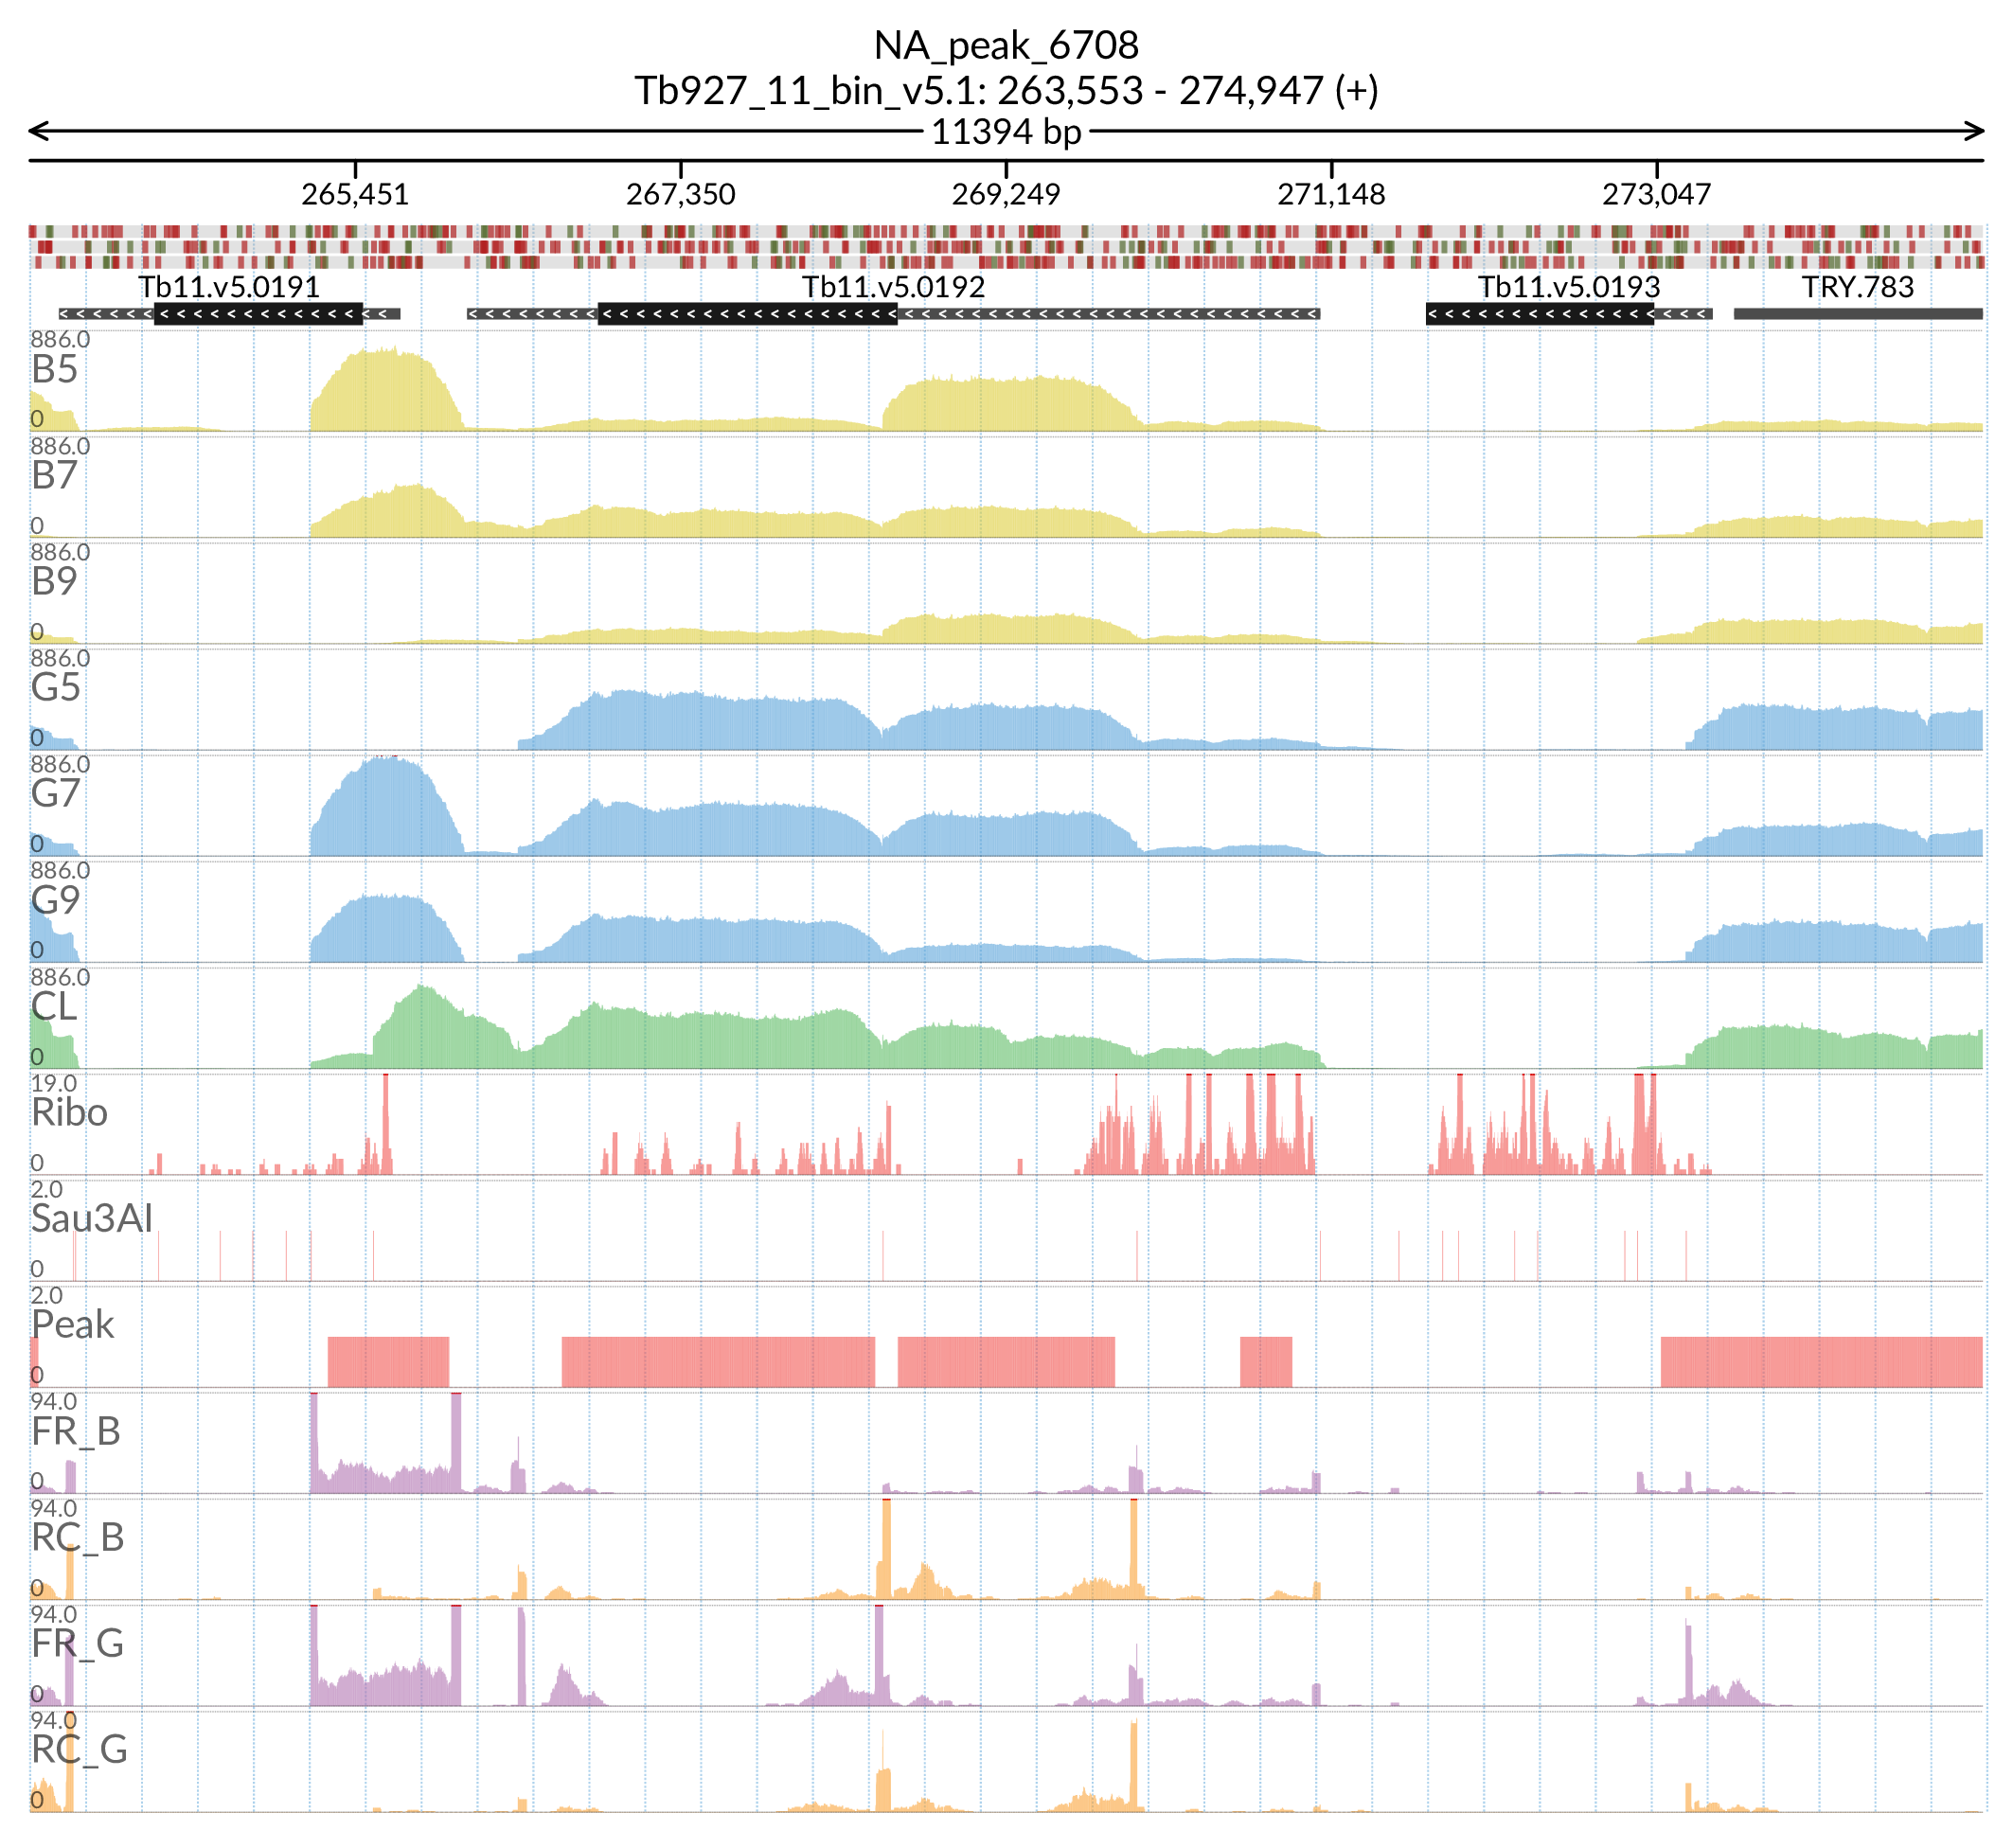 NA_peak_6708
Tb927_11_bin_v5.1: 263,553 - 274,947 (+)
11394 bp
265,451 267,350 269,249 271,148 273,047
Tb11.v5.0191 Tb11.v5.0192 Tb11.v5.0193 TRY.783
886.0
B5
0
886.0
B7
0
886.0
B9
0
886.0
G5
0
886.0
G7
0
886.0
G9
0
886.0
CL
0
19.0
Ribo
0
2.0
Sau3AI
0
2.0
Peak
0
94.0
FR_B
0
94.0
RC_B
0
94.0
FR_G
0
94.0
RC_G
0